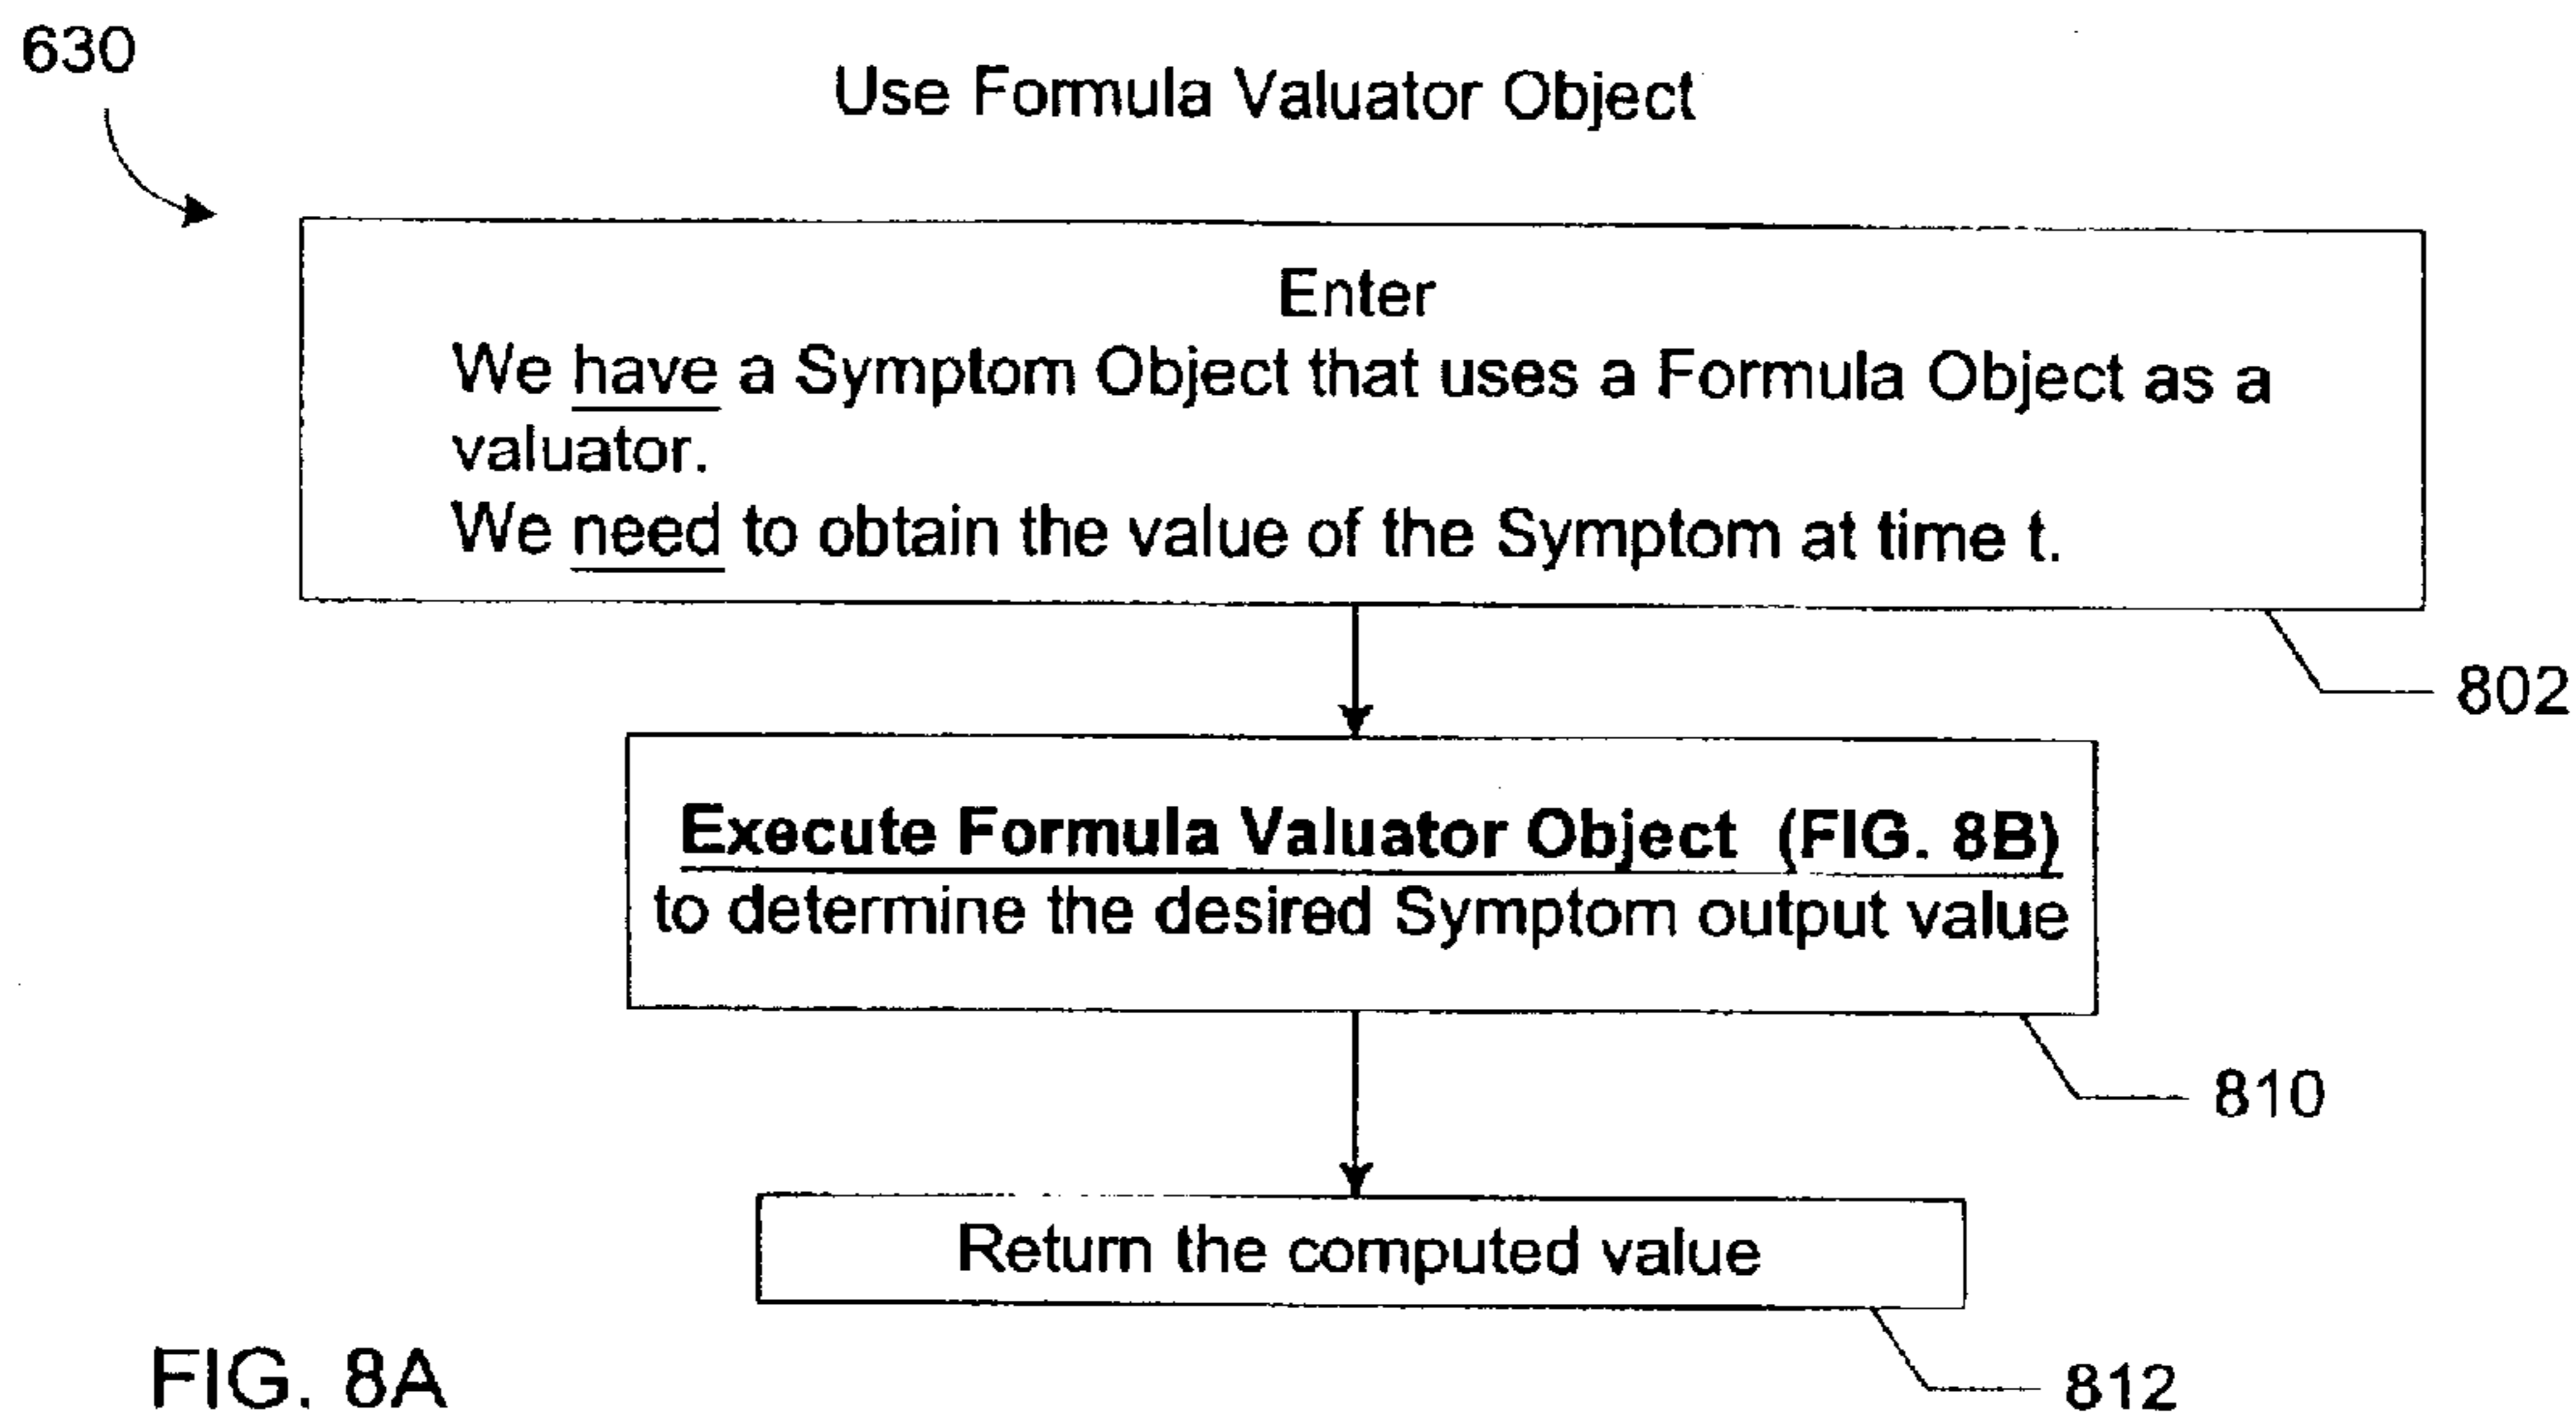 630
Use Formula Valuator Object
Enter
We have a Symptom Object that uses a Formula Object as a
valuator.
We need to obtain the value of the Symptom at time t.
802
Execute Formula Valuator Object (FIG. 8B)
to determine the desired Symptom output value
810
Return the computed value
812
FIG. 8A